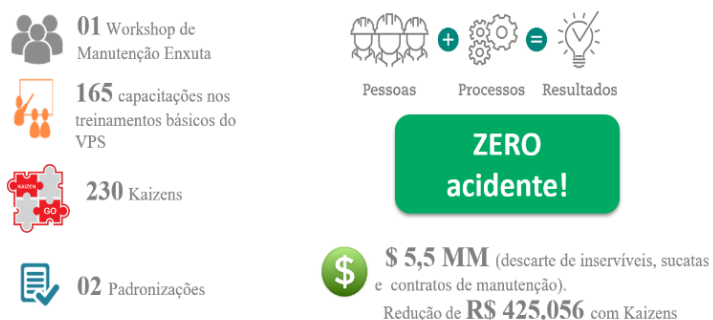 01 Workshop de
Manutenção Enxuta
165 capacitações nos
treinamentos básicos do
VPS
KAIZEN
GO
230 Kaizens
02 Padronizações
Pessoas
Processos
Resultados
ZERO
acidente!
$
$ 5,5 MM (descarte de inservíveis, sucatas
e contratos de manutenção).
Redução de R$ 425,056 com Kaizens